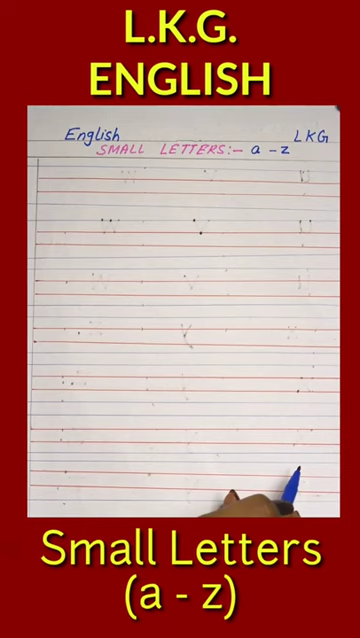 L.K.G.
ENGLISH
English LKG
SMALL LETTERS:- a - z
Small Letters
(a - z)